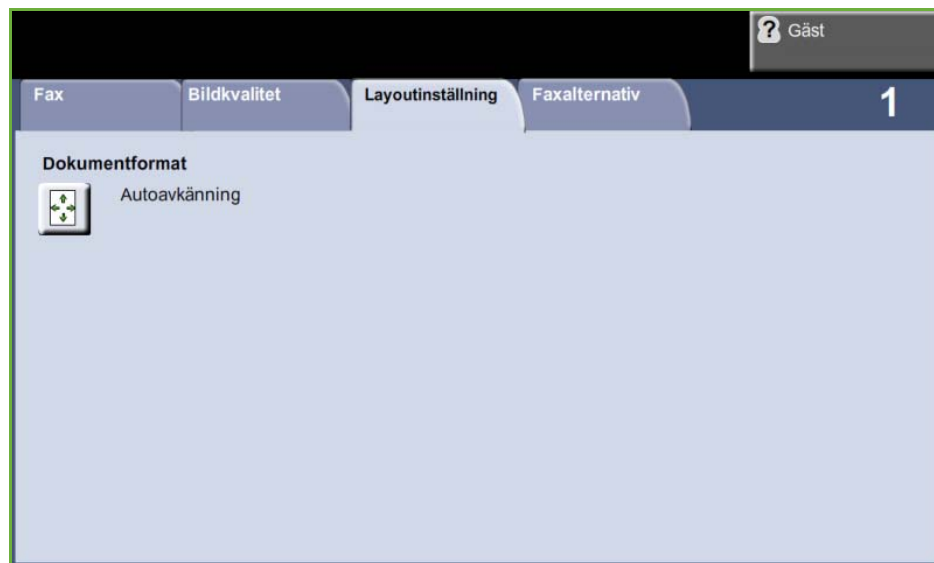 Gäst
Fax Bildkvalitet Layoutinställning Faxalternativ 1
Dokumentformat
Autoavkänning